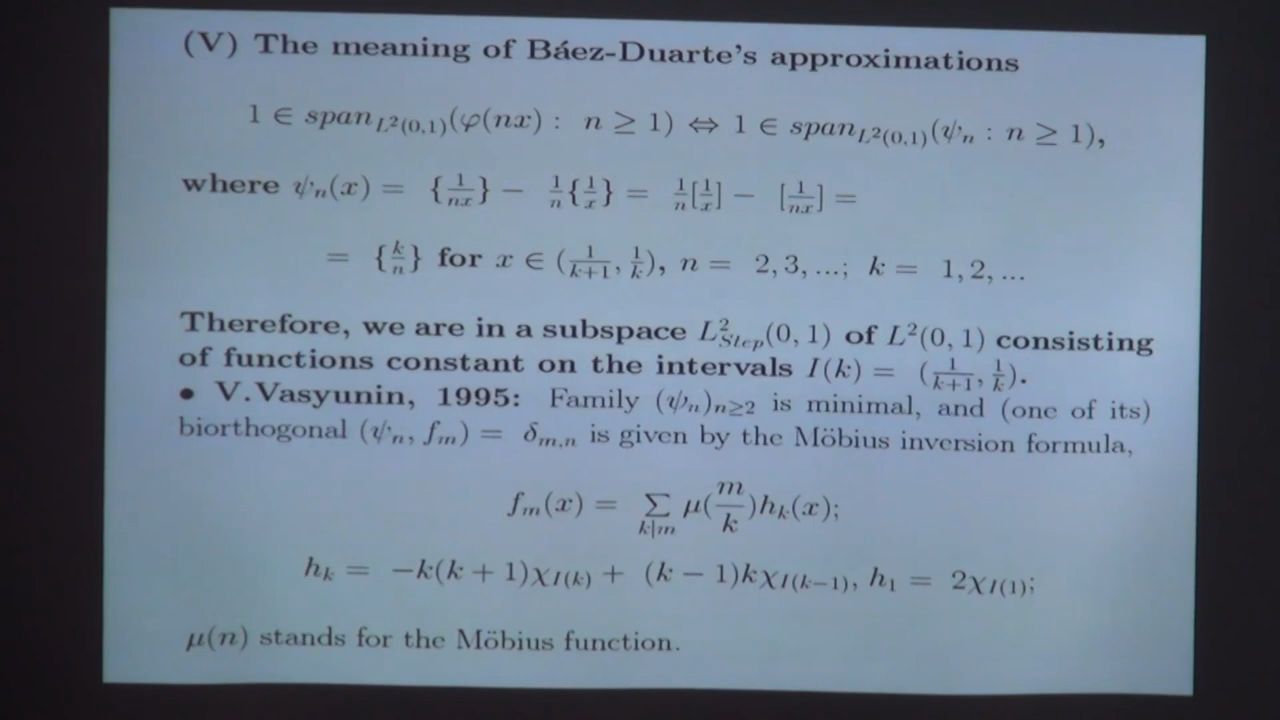 (V) The meaning of Báez-Duarte's approximations
1 ∈ span_{L²(0,1)}(φ(nx) : n ≥ 1) ⇔ 1 ∈ span_{L²(0,1)}(ψ_n : n ≥ 1),
where ψ_n(x) = {1/(nx)} − (1/n){1/x} = (1/n)[1/x] − [1/(nx)] =
= {k/n} for x ∈ (1/(k+1), 1/k), n = 2, 3, ...; k = 1, 2, ...
Therefore, we are in a subspace L²_{Step}(0, 1) of L²(0, 1) consisting
of functions constant on the intervals I(k) = (1/(k+1), 1/k).
• V.Vasyunin, 1995: Family (ψ_n)_{n≥2} is minimal, and (one of its)
biorthogonal (ψ_n, f_m) = δ_{m,n} is given by the Möbius inversion formula,
f_m(x) = Σ_{k|m} μ(m/k)h_k(x);
h_k = −k(k + 1)χ_{I(k)} + (k − 1)kχ_{I(k−1)}, h_1 = 2χ_{I(1)};
μ(n) stands for the Möbius function.